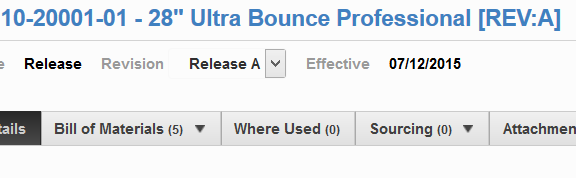 10-20001-01 - 28" Ultra Bounce Professional [REV:A]
Release Revision Release A Effective 07/12/2015
Bill of Materials (5) Where Used (0) Sourcing (0)